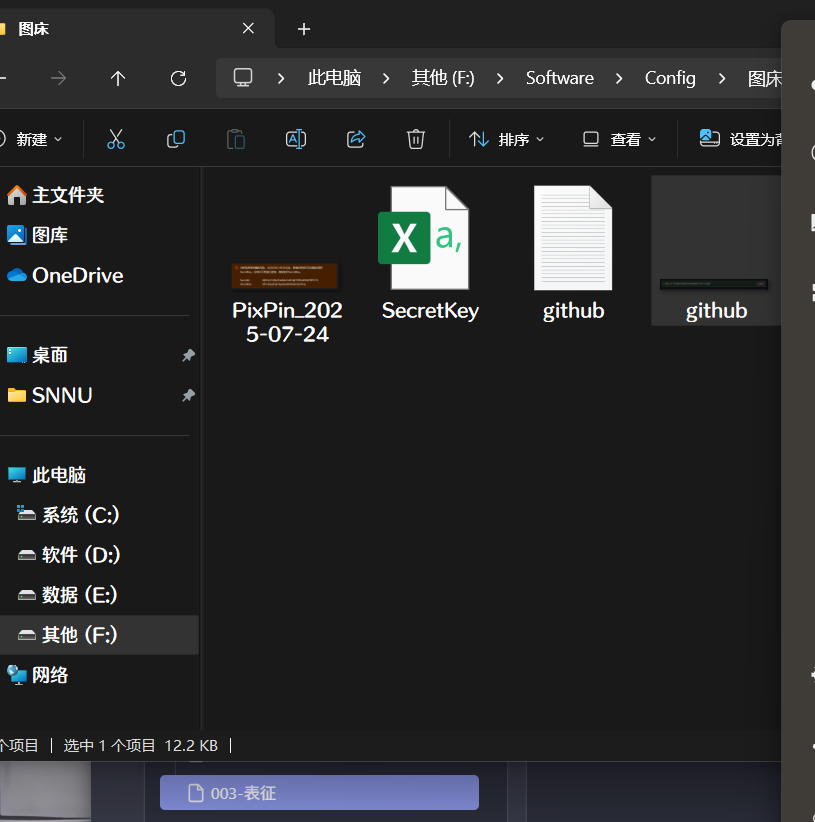 图床
此电脑 其他 (F:) Software Config 图床
新建 排序 查看 设置为背
主文件夹
图库
OneDrive
桌面
SNNU
此电脑
系统 (C:)
软件 (D:)
数据 (E:)
其他 (F:)
网络
X a,
PixPin_202
5-07-24
SecretKey
github
github
个项目 选中 1 个项目 12.2 KB
003-表征